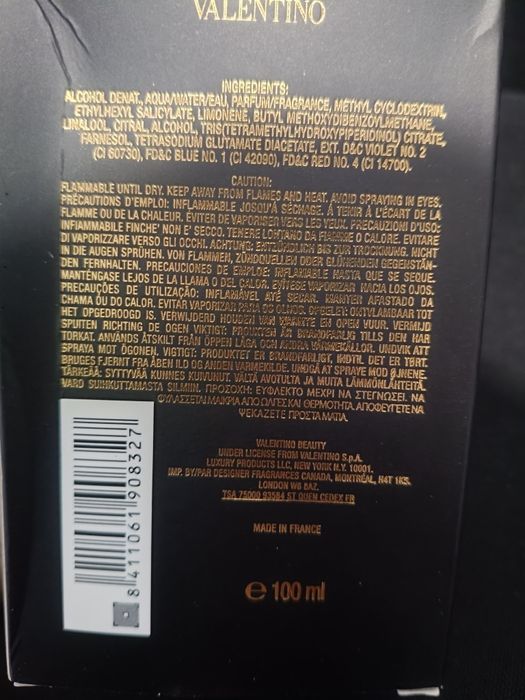 VALENTINO
INGREDIENTS:
ALCOHOL DENAT., AQUA/WATER/EAU, PARFUM/FRAGRANCE, METHYL CYCLODEXTRIN,
ETHYLHEXYL SALICYLATE, LIMONENE, BUTYL METHOXYDIBENZOYLMETHANE,
LINALOOL, CITRAL, ALCOHOL, TRIS(TETRAMETHYLHYDROXYPIPERIDINOL) CITRATE,
FARNESOL, TETRASODIUM GLUTAMATE DIACETATE, EXT. D&C VIOLET NO. 2
(CI 60730), FD&C BLUE NO. 1 (CI 42090), FD&C RED NO. 4 (CI 14700).
CAUTION:
FLAMMABLE UNTIL DRY. KEEP AWAY FROM FLAMES AND HEAT. AVOID SPRAYING IN EYES.
PRÉCAUTIONS D'EMPLOI: INFLAMMABLE JUSQU'À SÉCHAGE. À TENIR À L'ÉCART DE LA
FLAMME OU DE LA CHALEUR. ÉVITER DE VAPORISER VERS LES YEUX. PRECAUZIONI D'USO:
INFIAMMABILE FINCHE' NON E' SECCO. TENERE LONTANO DA FIAMME O CALORE. EVITARE
DI VAPORIZZARE VERSO GLI OCCHI. ACHTUNG: ENTZÜNDLICH BIS ZUR TROCKNUNG. NICHT
IN DIE AUGEN SPRÜHEN. VON FLAMMEN, ZÜNDQUELLEN ODER GLÜHENDEN GEGENSTÄN-
DEN FERNHALTEN. PRECAUCIONES DE EMPLEO: INFLAMABLE HASTA QUE SE SEQUE
MANTÉNGASE LEJOS DE LA LLAMA O DEL CALOR. EVÍTESE VAPORIZAR HACIA LOS OJOS.
PRECAUÇÕES DE UTILIZAÇÃO: INFLAMÁVEL ATÉ SECAR. MANTER AFASTADO DA
CHAMA OU DO CALOR. EVITAR VAPORIZAR PARA OS OLHOS. OPGELET: ONTVLAMBAAR TOT
HET OPGEDROOGD IS. VERWIJDERD HOUDEN VAN WARMTE EN OPEN VUUR. VERMIJD
SPUITEN RICHTING DE OGEN VIKTIGT: PRODUKTEN ÄR BRANDFARLIG TILLS DEN HAR
TORKAT. ANVÄNDS ÅTSKILT FRÅN ÖPPEN LÅGA OCH ANDRA VÄRMEKÄLLOR. UNDVIK ATT
SPRAYA MOT ÖGONEN. VIGTIGT: PRODUKTET ER BRANDFARLIGT, INDTIL DET ER TØRT.
BRUGES FJERNT FRA ÅBEN ILD OG ANDEN VARMEKILDE. UNDGÅ AT SPRAYE MOD ØJNENE
TÄRKEÄÄ: SYTTYVÄÄ KUNNES KUIVUNUT. VÄLTÄ AVOTULTA JA MUITA LÄMMÖNLÄHTEITÄ.
VARO SUIHKUTTAMASTA SILMIIN. ΠΡΟΣΟΧΗ: ΕΥΦΛΕΚΤΟ ΜΕΧΡΙ ΝΑ ΣΤΕΓΝΩΣΕΙ. ΝΑ
ΦΥΛΑΣΣΕΤΑΙ ΜΑΚΡΙΑ ΑΠΟ ΦΛΟΓΕΣ ΚΑΙ ΘΕΡΜΟΤΗΤΑ. ΑΠΟΦΕΥΓΕΤΕ ΝΑ
ΨΕΚΑΖΕΤΕ ΠΡΟΣ ΤΑ ΜΑΤΙΑ.
VALENTINO BEAUTY
UNDER LICENSE FROM VALENTINO S.p.A.
LUXURY PRODUCTS LLC, NEW YORK N.Y. 10001.
IMP. BY/PAR DESIGNER FRAGRANCES CANADA, MONTRÉAL, H4T 1K5.
LONDON W6 8AZ.
TSA 75000 93584 ST OUEN CEDEX FR
MADE IN FRANCE
e 100 ml
8 411061 908327